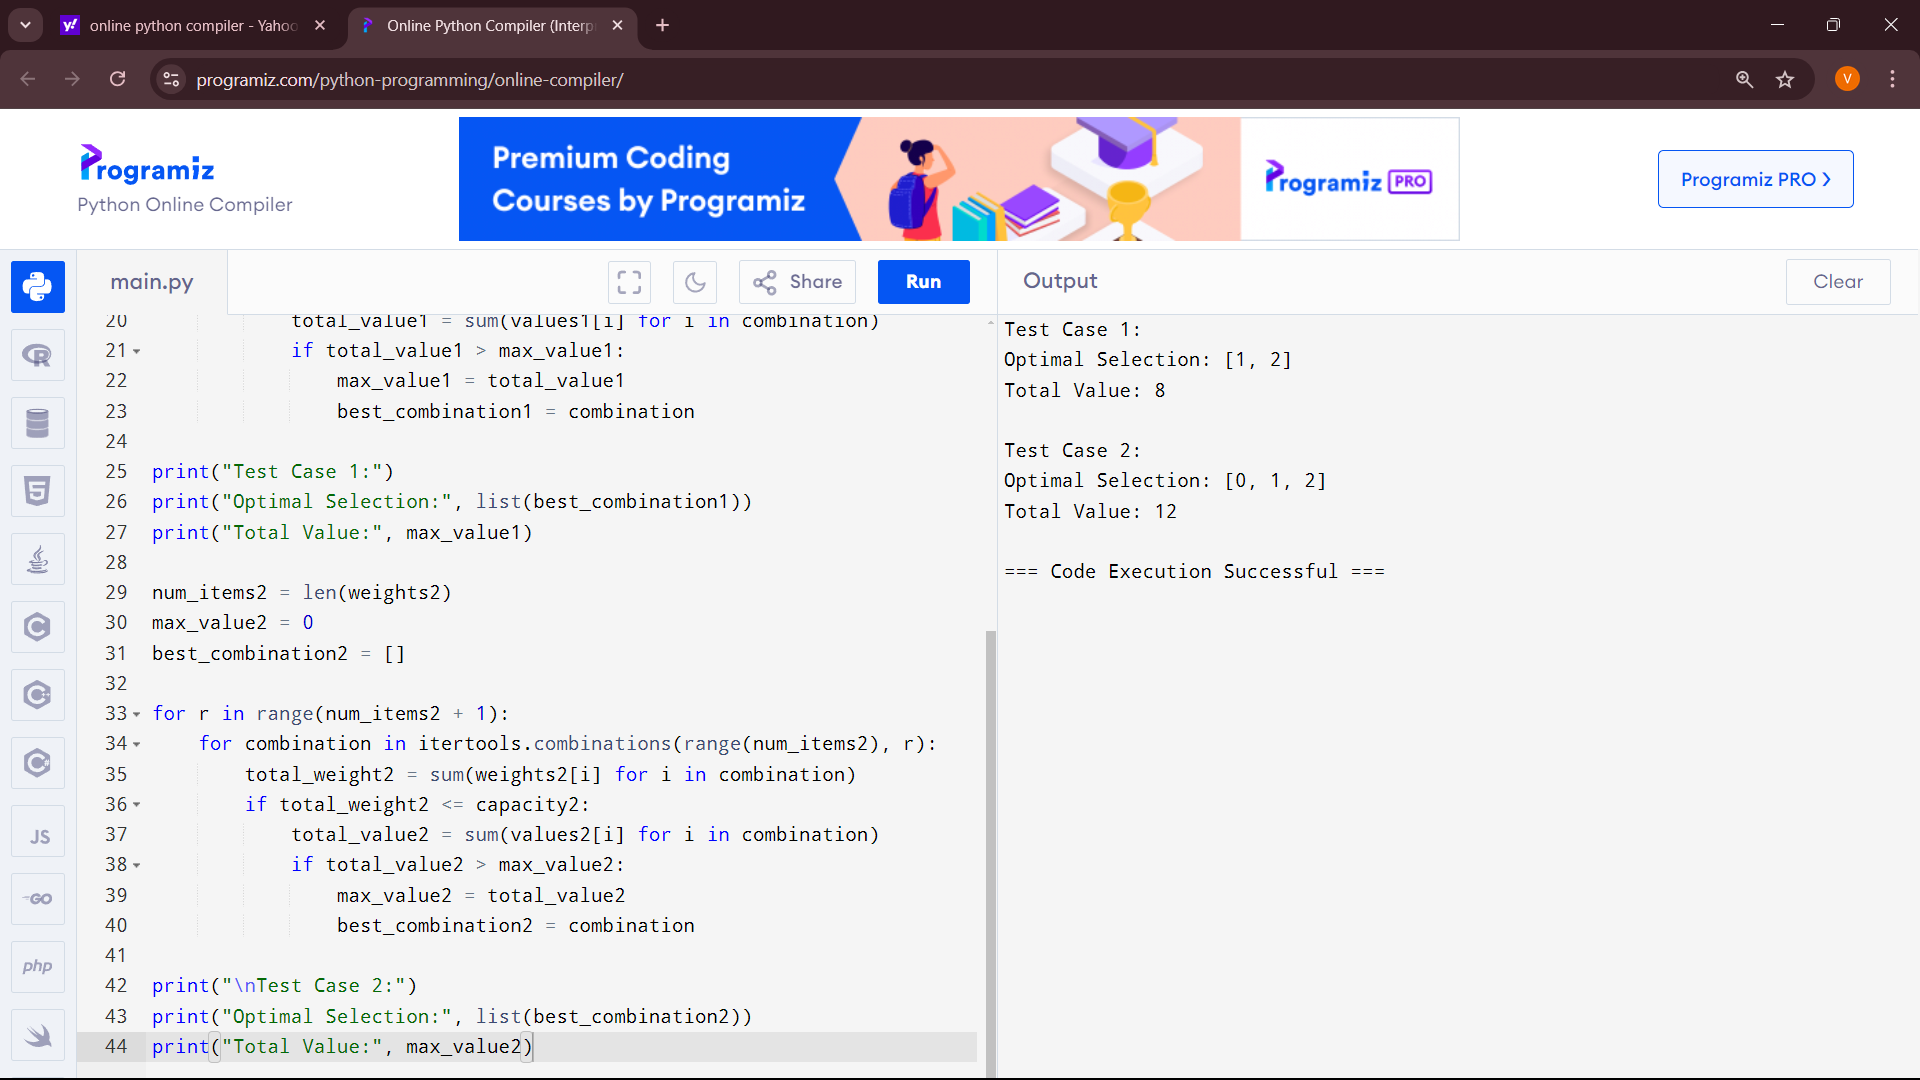 online python compiler - Yahoo
Online Python Compiler (Interp
programiz.com/python-programming/online-compiler/
V
Programiz
Python Online Compiler
Premium Coding
Courses by Programiz
Programiz PRO
Programiz PRO
main.py
Share
Run
Output
Clear
20 total_value1 = sum(values1[i] for i in combination)
21 if total_value1 > max_value1:
22 max_value1 = total_value1
23 best_combination1 = combination
24
25 print("Test Case 1:")
26 print("Optimal Selection:", list(best_combination1))
27 print("Total Value:", max_value1)
28
29 num_items2 = len(weights2)
30 max_value2 = 0
31 best_combination2 = []
32
33 for r in range(num_items2 + 1):
34 for combination in itertools.combinations(range(num_items2), r):
35 total_weight2 = sum(weights2[i] for i in combination)
36 if total_weight2 <= capacity2:
37 total_value2 = sum(values2[i] for i in combination)
38 if total_value2 > max_value2:
39 max_value2 = total_value2
40 best_combination2 = combination
41
42 print("\nTest Case 2:")
43 print("Optimal Selection:", list(best_combination2))
44 print("Total Value:", max_value2)
Test Case 1:
Optimal Selection: [1, 2]
Total Value: 8
Test Case 2:
Optimal Selection: [0, 1, 2]
Total Value: 12
=== Code Execution Successful ===
R
5
C
C++
C#
JS
GO
php